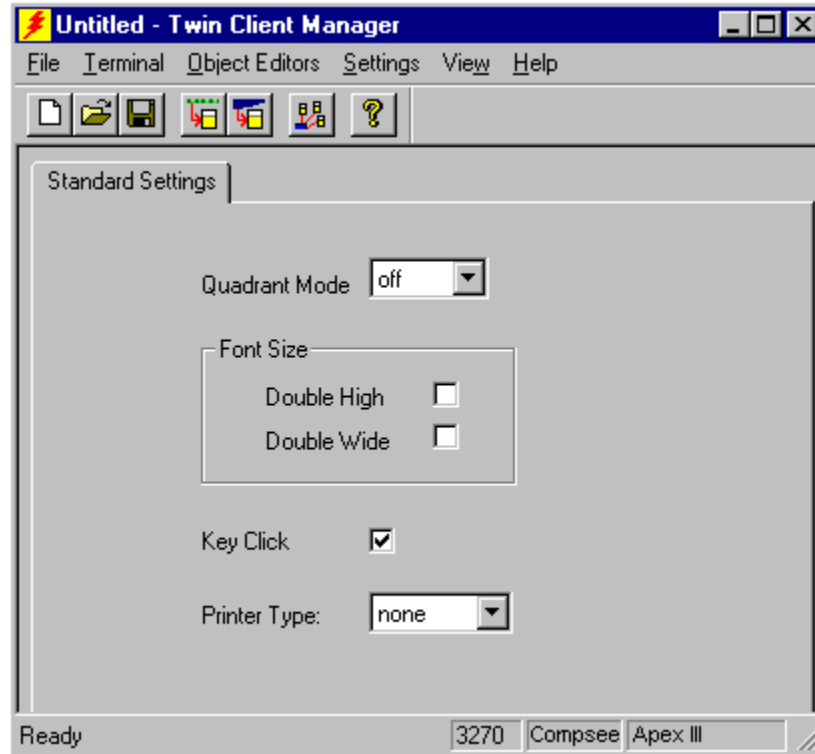 Untitled - Twin Client Manager
File Terminal Object Editors Settings View Help
Standard Settings
Quadrant Mode off
Font Size
Double High
Double Wide
Key Click
Printer Type: none
Ready 3270 Compsee Apex III